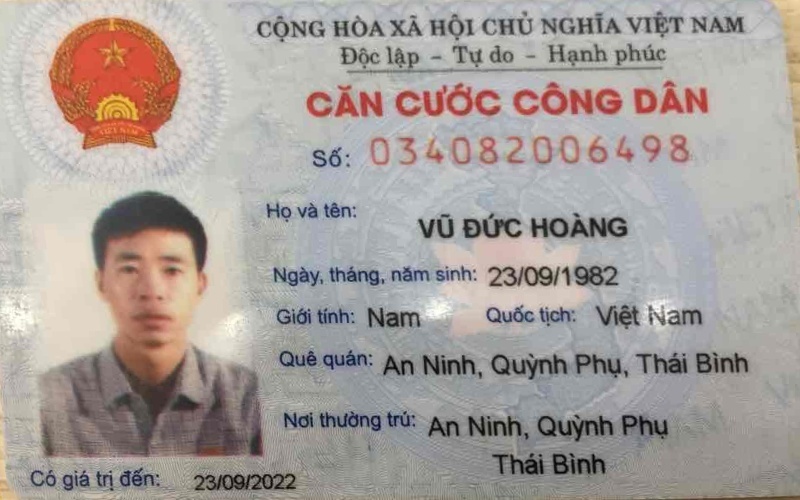 CỘNG HÒA XÃ HỘI CHỦ NGHĨA VIỆT NAM
Độc lập - Tự do - Hạnh phúc
CĂN CƯỚC CÔNG DÂN
Số: 034082006498
Họ và tên:
VŨ ĐỨC HOÀNG
Ngày, tháng, năm sinh: 23/09/1982
Giới tính: Nam Quốc tịch: Việt Nam
Quê quán: An Ninh, Quỳnh Phụ, Thái Bình
Nơi thường trú: An Ninh, Quỳnh Phụ
Thái Bình
Có giá trị đến: 23/09/2022